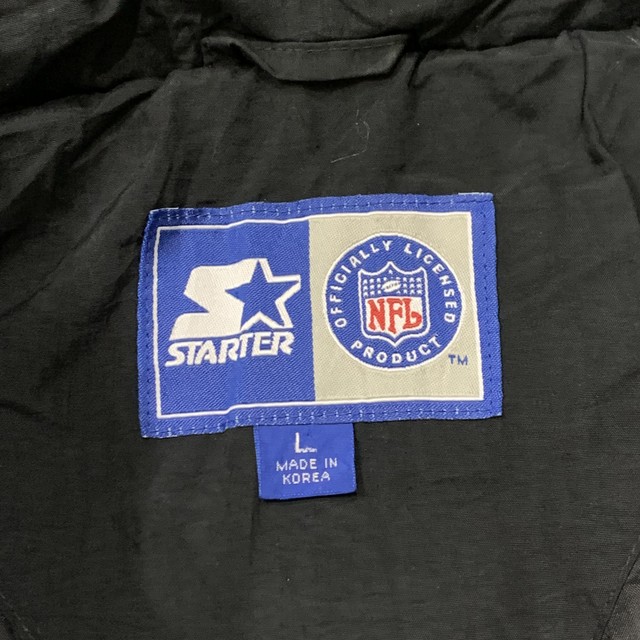 STARTER
OFFICIALLY LICENSED
NFL
PRODUCT
TM
L
MADE IN
KOREA